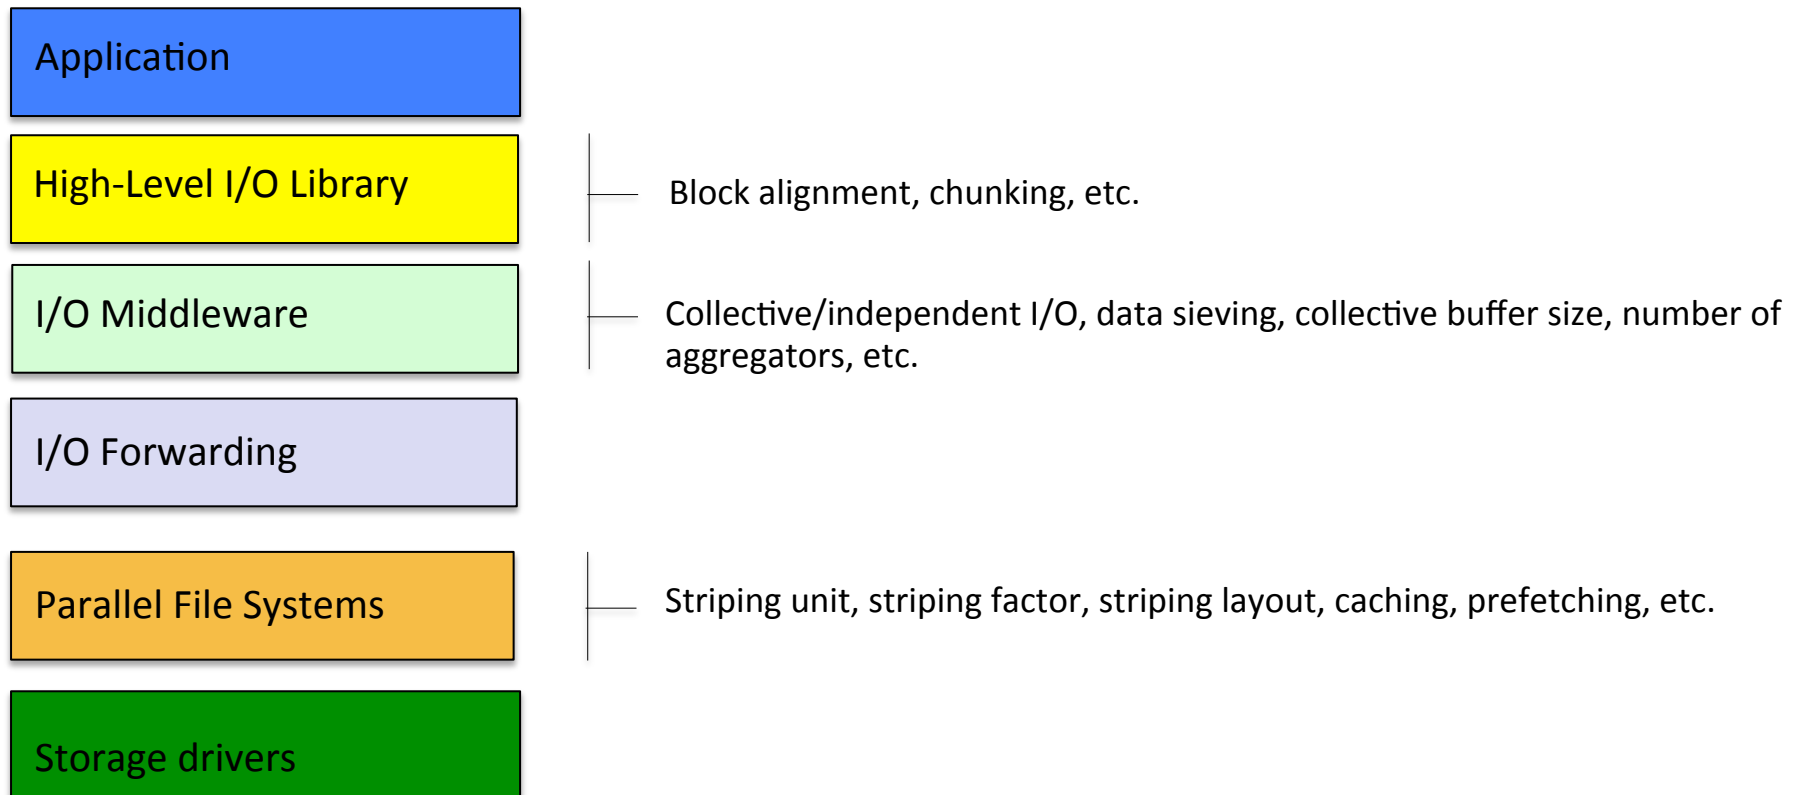 Application
High-Level I/O Library
Block alignment, chunking, etc.
I/O Middleware
Collective/independent I/O, data sieving, collective buffer size, number of
aggregators, etc.
I/O Forwarding
Parallel File Systems
Striping unit, striping factor, striping layout, caching, prefetching, etc.
Storage drivers